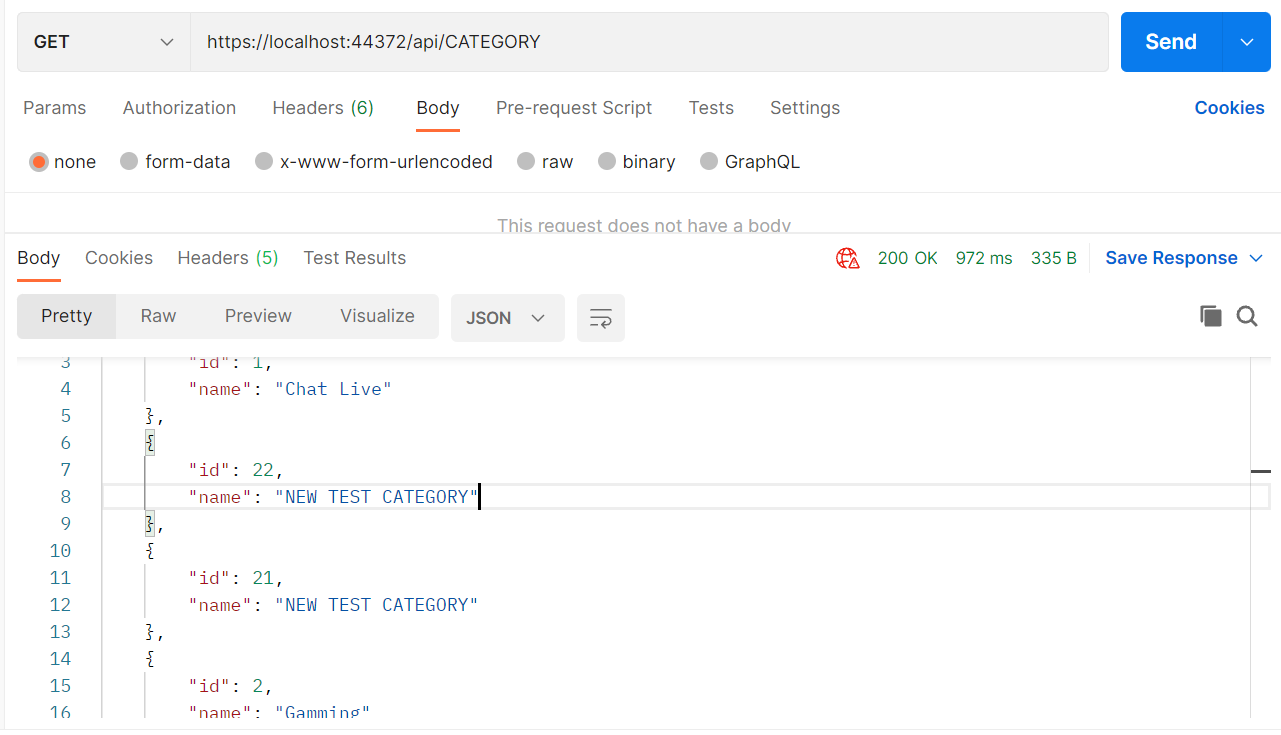 GET https://localhost:44372/api/CATEGORY Send
Params Authorization Headers (6) Body Pre-request Script Tests Settings Cookies
none form-data x-www-form-urlencoded raw binary GraphQL
This request does not have a body
Body Cookies Headers (5) Test Results 200 OK 972 ms 335 B Save Response
Pretty Raw Preview Visualize JSON
3 "id": 1,
4 "name": "Chat Live"
5 },
6 {
7 "id": 22,
8 "name": "NEW TEST CATEGORY"
9 },
10 {
11 "id": 21,
12 "name": "NEW TEST CATEGORY"
13 },
14 {
15 "id": 2,
16 "name": "Gamming"